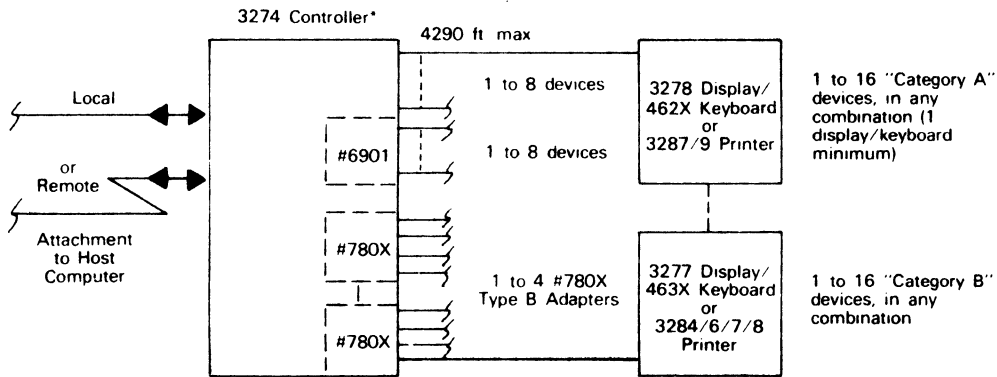 3274 Controller*
4290 ft max
1 to 8 devices
#6901
1 to 8 devices
#780X
1 to 4 #780X
Type B Adapters
#780X
Local
or
Remote
Attachment
to Host
Computer
3278 Display/
462X Keyboard
or
3287/9 Printer
1 to 16 "Category A"
devices, in any
combination (1
display/keyboard
minimum)
3277 Display/
463X Keyboard
or
3284/6/7/8
Printer
1 to 16 "Category B"
devices, in any
combination